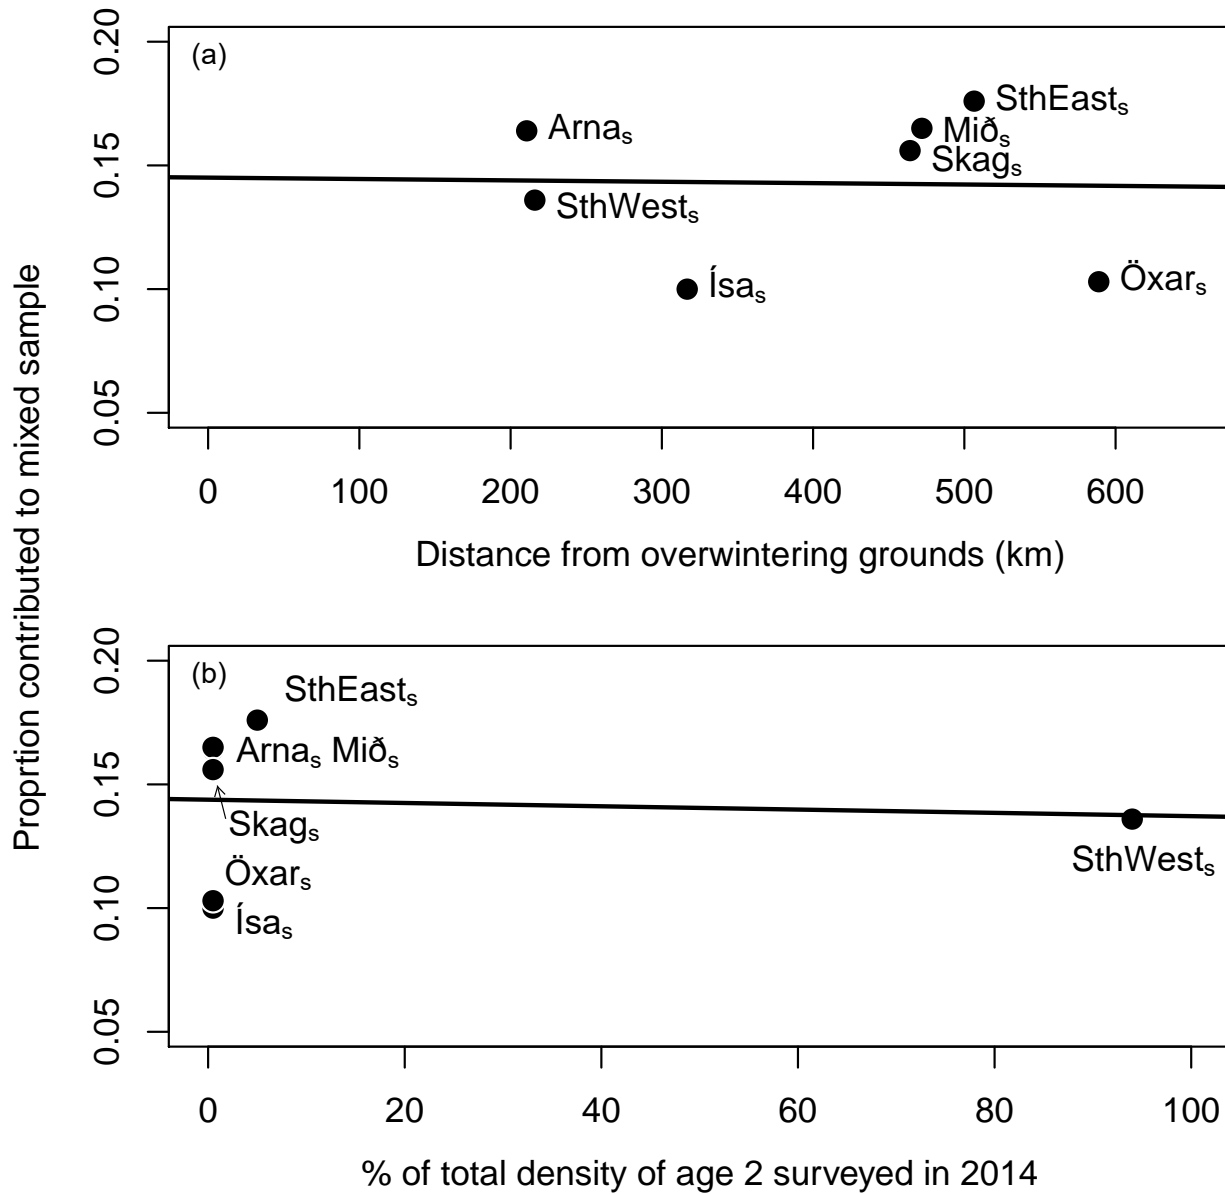 Proportion contributed to mixed sample
(a)
0.20
0.15
0.10
0.05
SthEastₛ
Miðₛ
Skagₛ
Arnaₛ
SthWestₛ
Ísaₛ
Öxarₛ
0 100 200 300 400 500 600
Distance from overwintering grounds (km)
(b)
0.20
0.15
0.10
0.05
SthEastₛ
Arnaₛ Miðₛ
Skagₛ
Öxarₛ
Ísaₛ
SthWestₛ
0 20 40 60 80 100
% of total density of age 2 surveyed in 2014